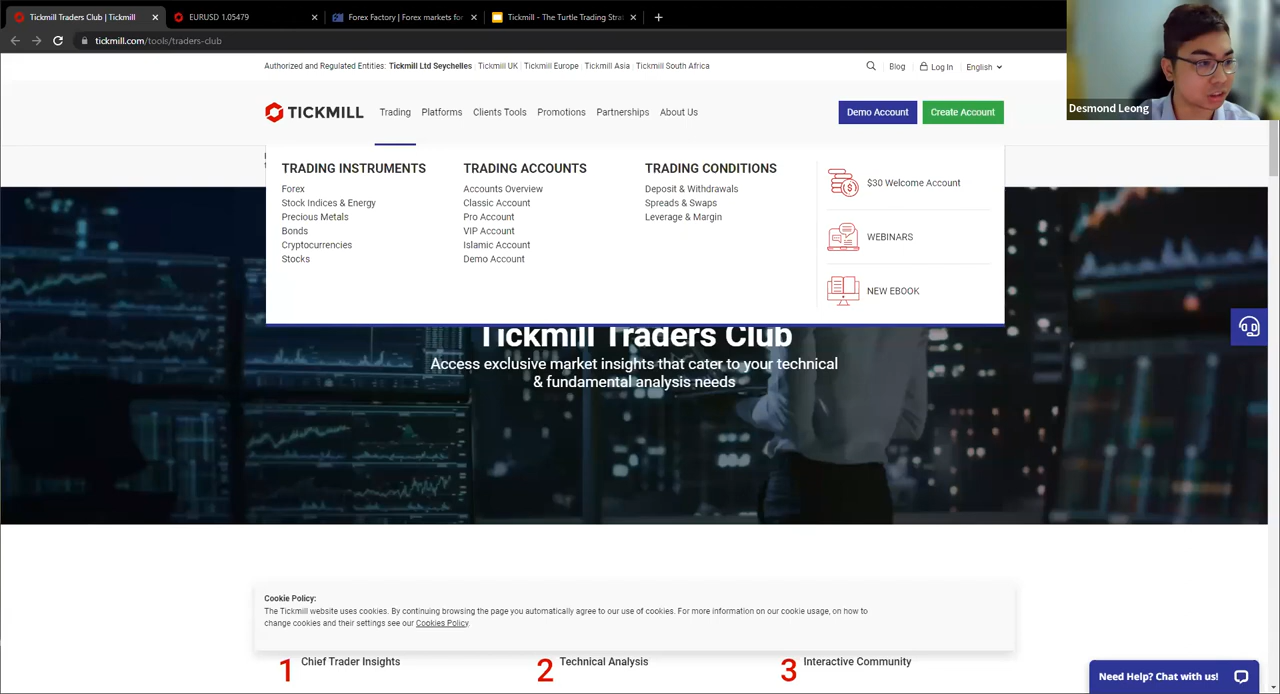 Tickmill Traders Club | Tickmill
EURUSD 1.05479
Forex Factory | Forex markets for
Tickmill - The Turtle Trading Stra
tickmill.com/tools/traders-club
Desmond Leong
Authorized and Regulated Entities: Tickmill Ltd Seychelles Tickmill UK Tickmill Europe Tickmill Asia Tickmill South Africa
Blog
Log In
English
TICKMILL
Trading
Platforms
Clients Tools
Promotions
Partnerships
About Us
Demo Account
Create Account
TRADING INSTRUMENTS
Forex
Stock Indices & Energy
Precious Metals
Bonds
Cryptocurrencies
Stocks
TRADING ACCOUNTS
Accounts Overview
Classic Account
Pro Account
VIP Account
Islamic Account
Demo Account
TRADING CONDITIONS
Deposit & Withdrawals
Spreads & Swaps
Leverage & Margin
$30 Welcome Account
WEBINARS
NEW EBOOK
Tickmill Traders Club
Access exclusive market insights that cater to your technical
& fundamental analysis needs
Cookie Policy:
The Tickmill website uses cookies. By continuing browsing the page you automatically agree to our use of cookies. For more information on our cookie usage, on how to
change cookies and their settings see our Cookies Policy
1 Chief Trader Insights
2 Technical Analysis
3 Interactive Community
Need Help? Chat with us!